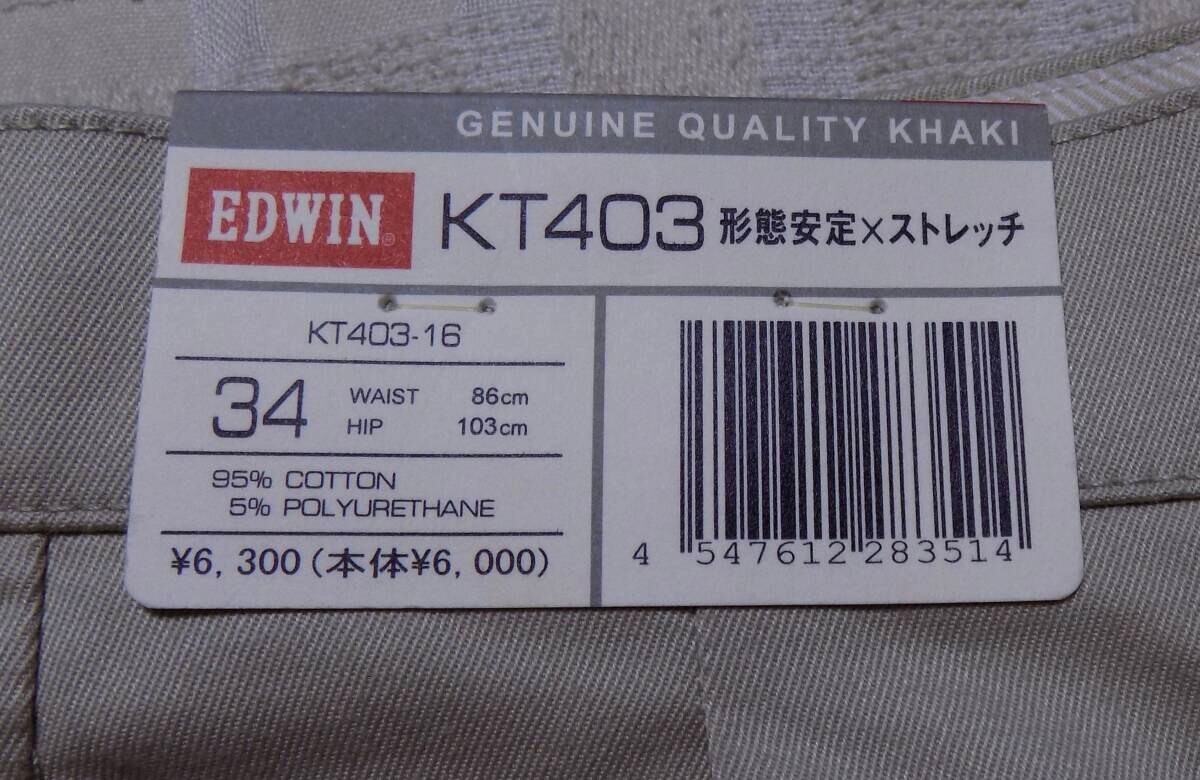 GENUINE QUALITY KHAKI
EDWIN®
KT403 形態安定×ストレッチ
KT403-16
34 WAIST 86cm
HIP 103cm
95% COTTON
5% POLYURETHANE
¥6,300(本体¥6,000)
4 547612 283514